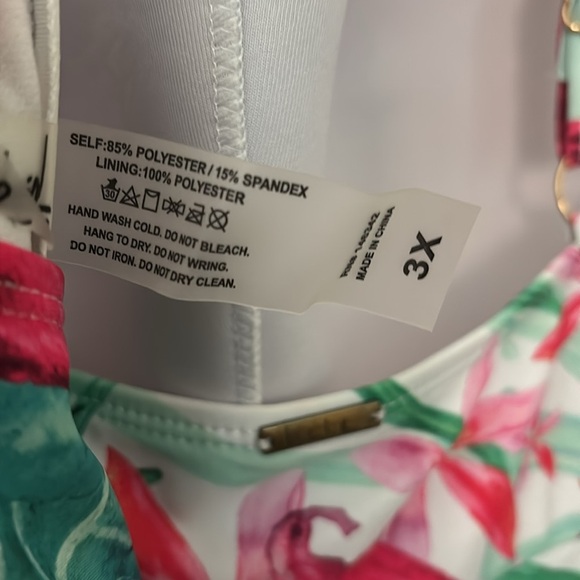 SELF:85% POLYESTER / 15% SPANDEX
LINING:100% POLYESTER
30
HAND WASH COLD. DO NOT BLEACH.
HANG TO DRY. DO NOT WRING.
DO NOT IRON. DO NOT DRY CLEAN.
MADE IN CHINA
3X